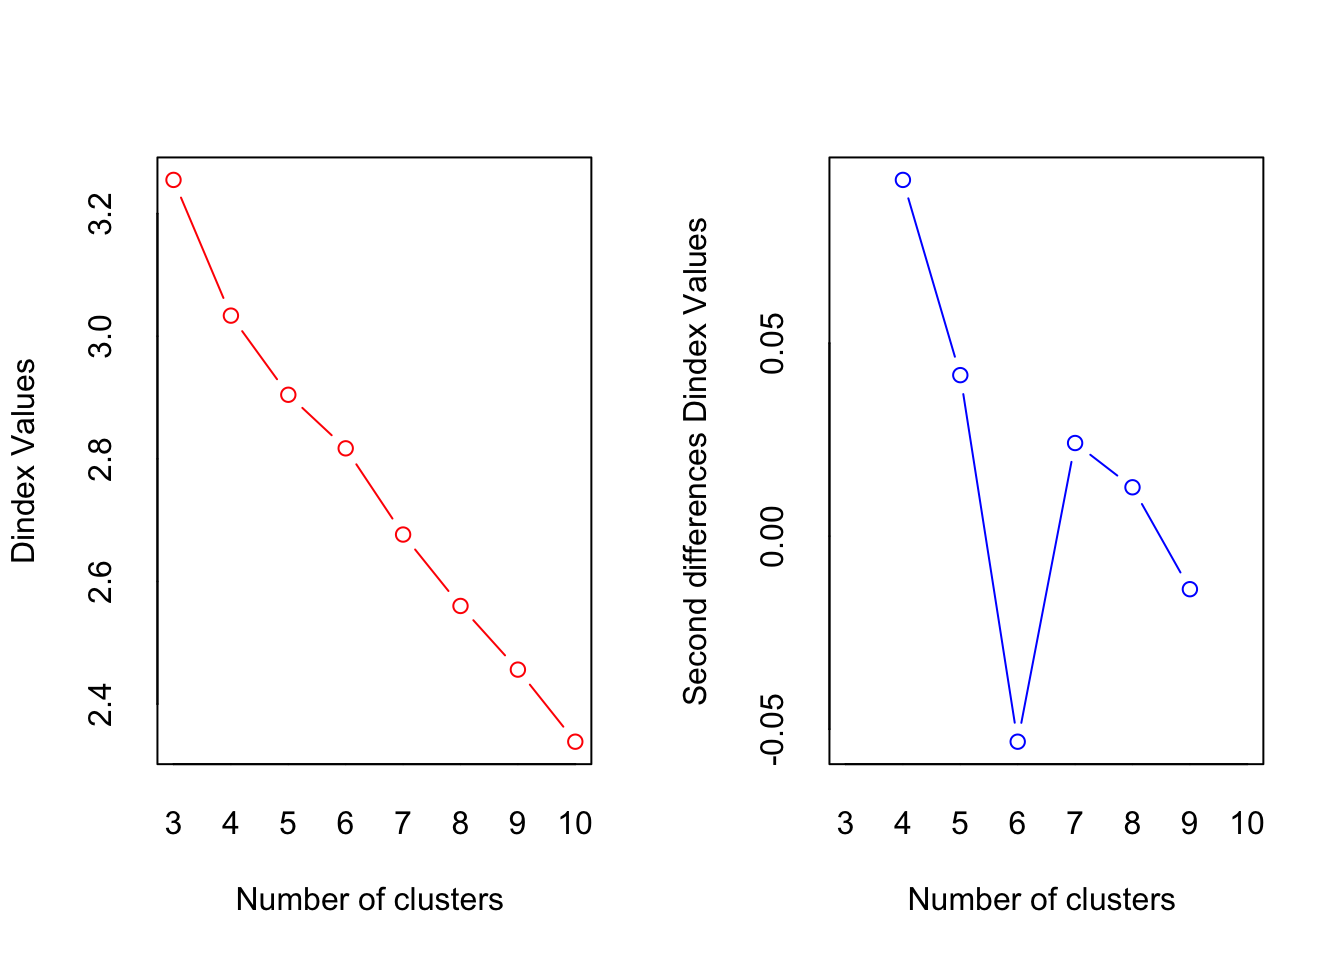 Dindex Values
3.2
3.0
2.8
2.6
2.4
3 4 5 6 7 8 9 10
Number of clusters
Second differences Dindex Values
0.05
0.00
-0.05
3 4 5 6 7 8 9 10
Number of clusters